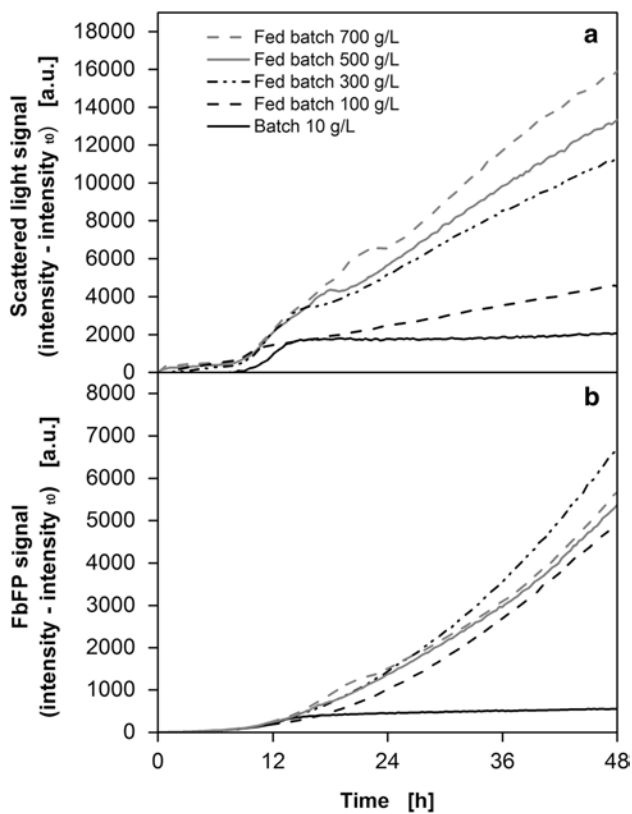 18000
16000
14000
12000
10000
8000
6000
4000
2000
0
Scattered light signal
(intensity - intensity t0) [a.u.]
Fed batch 700 g/L
Fed batch 500 g/L
Fed batch 300 g/L
Fed batch 100 g/L
Batch 10 g/L
a
8000
7000
6000
5000
4000
3000
2000
1000
0
FbFP signal
(intensity - intensity t0) [a.u.]
b
0 12 24 36 48
Time [h]